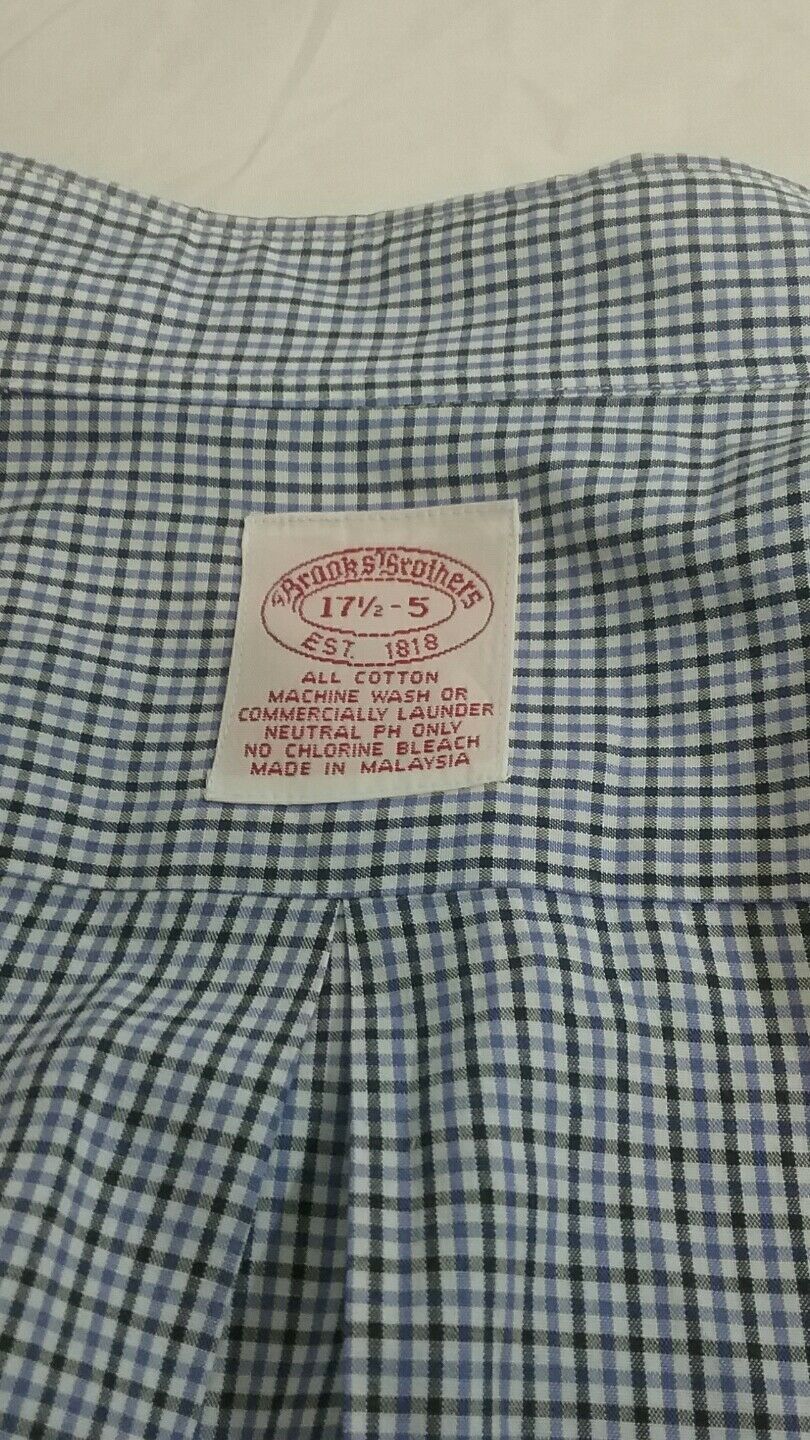 Brooks Brothers
17½ - 5
EST. 1818
ALL COTTON
MACHINE WASH OR
COMMERCIALLY LAUNDER
NEUTRAL PH ONLY
NO CHLORINE BLEACH
MADE IN MALAYSIA